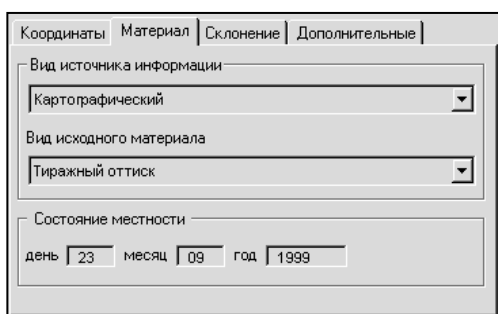 Координаты Материал Склонение Дополнительные
Вид источника информации
Картографический
Вид исходного материала
Тиражный оттиск
Состояние местности
день 23 месяц 09 год 1999